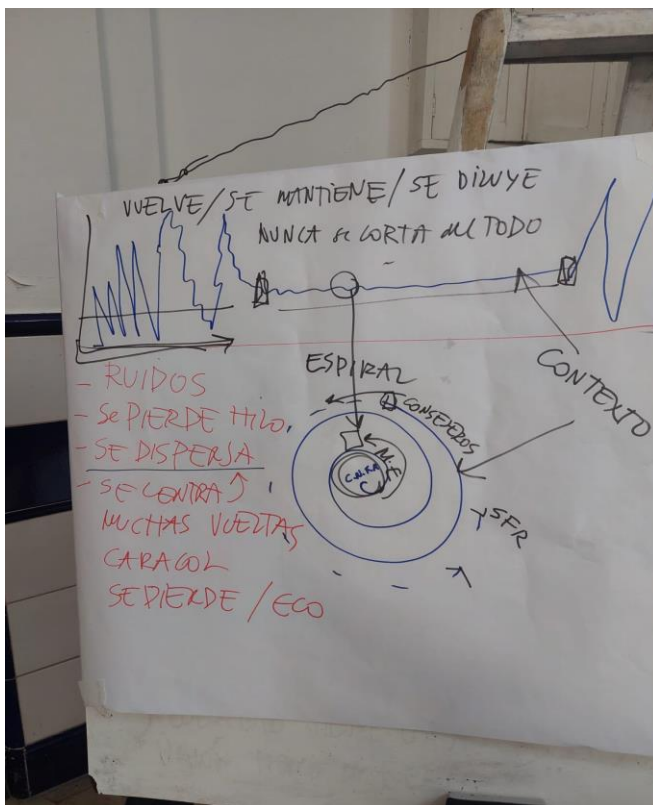 VUELVE/SE MANTIENE/SE DILUYE
NUNCA SE CORTA del TODO
CONTEXTO
ESPIRAL
CONSEJEROS
SFR
- RUIDOS
- Se PIERDE HILO
- SE DISPERSA
- SE CENTRA
MUCHAS VUELTAS
CARACOL
SE PIERDE / ECO